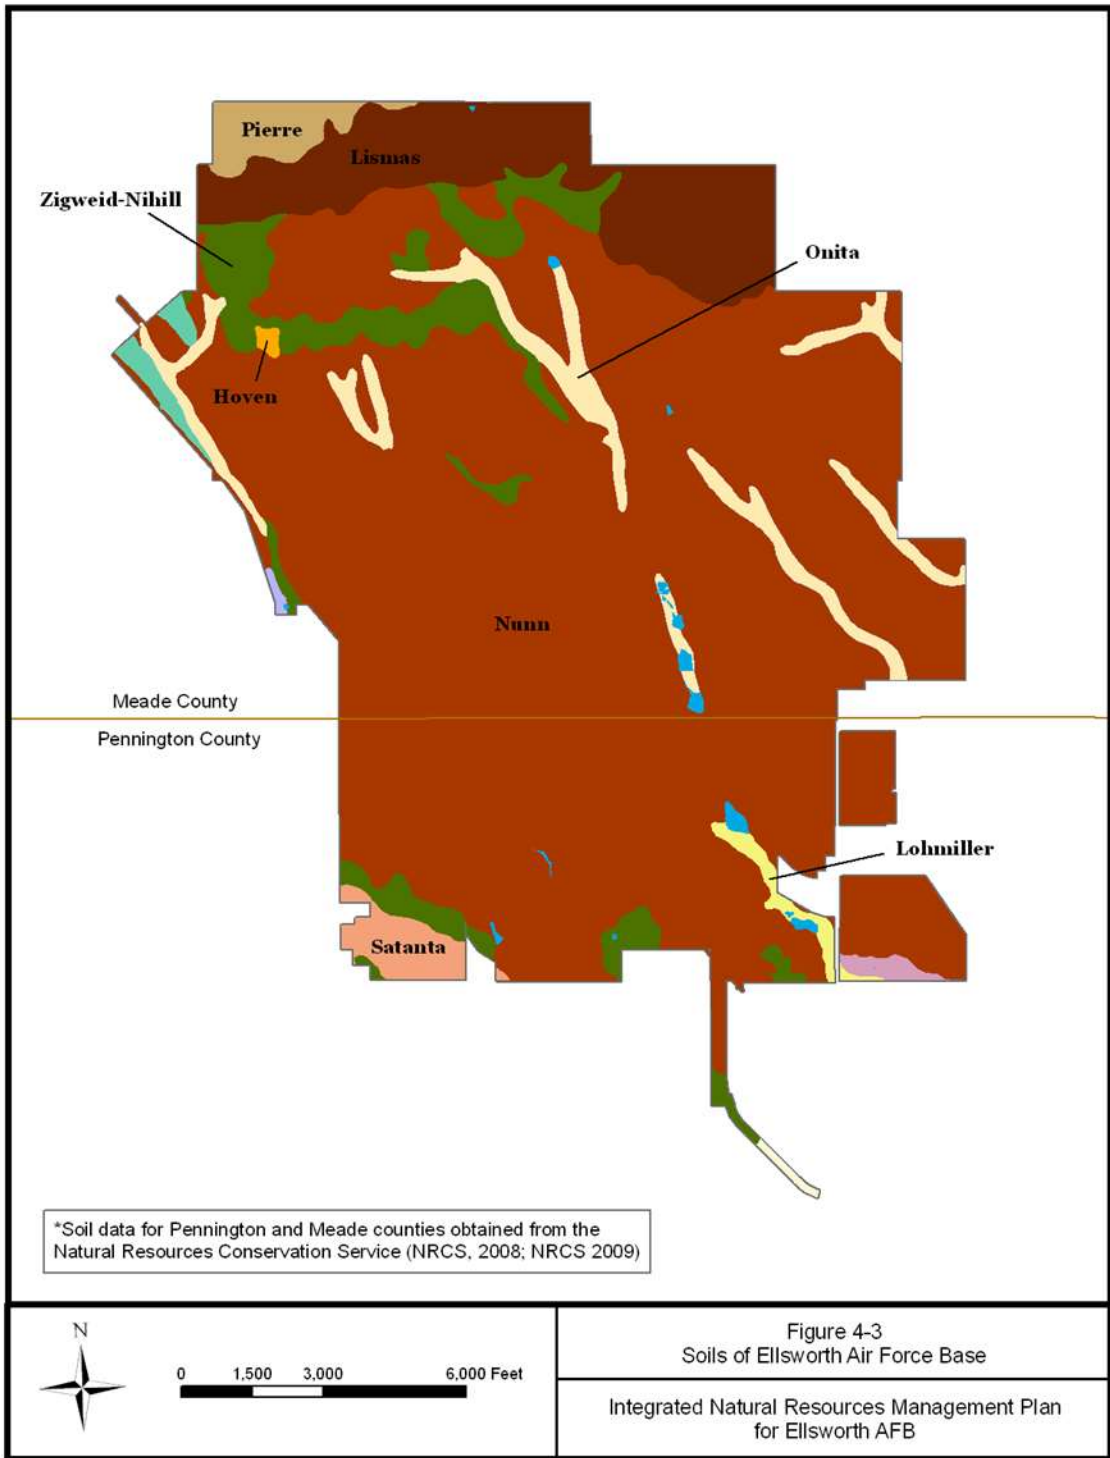 Pierre
Lismas
Zigweid-Nihill
Onita
Hoven
Nunn
Meade County
Pennington County
Lohmiller
Satanta
*Soil data for Pennington and Meade counties obtained from the
Natural Resources Conservation Service (NRCS, 2008; NRCS 2009)
N
0 1,500 3,000 6,000 Feet
Figure 4-3
Soils of Ellsworth Air Force Base
Integrated Natural Resources Management Plan
for Ellsworth AFB